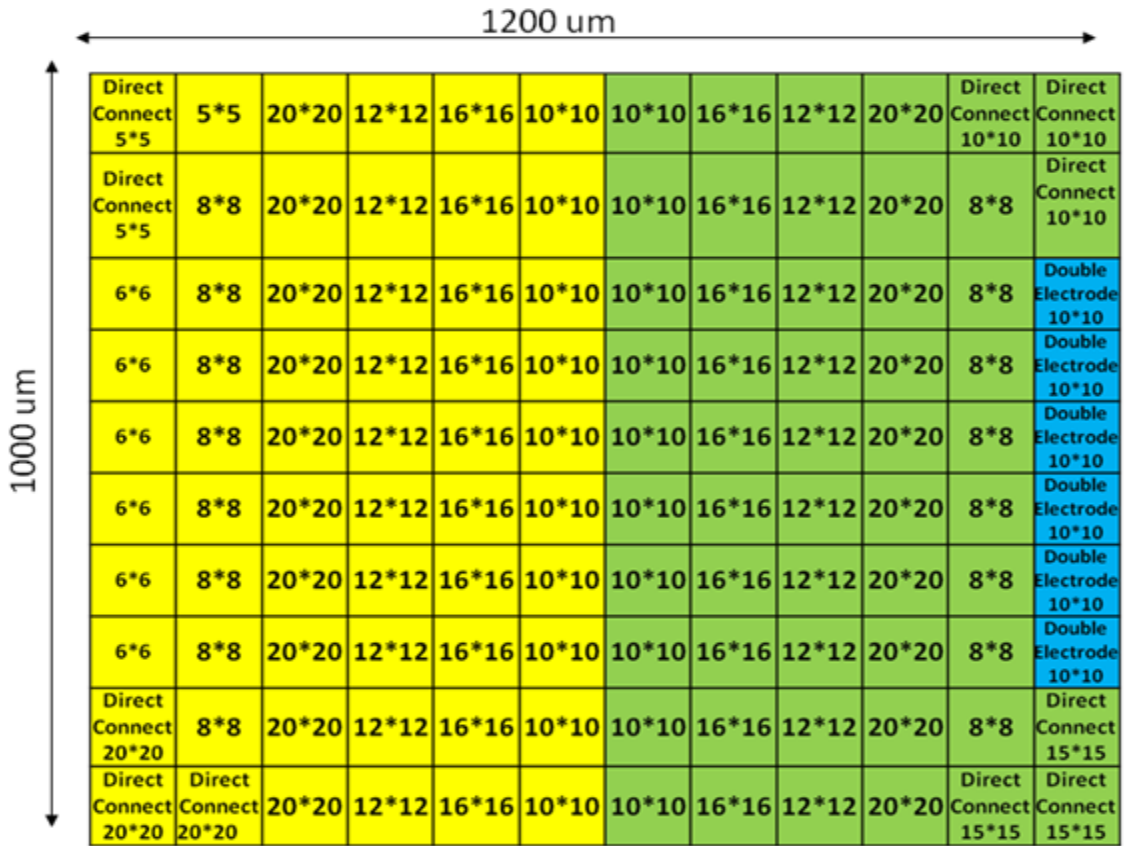 1200 um
1000 um
Direct Connect 5*5 5*5 20*20 12*12 16*16 10*10 10*10 16*16 12*12 20*20 Direct Connect 10*10 Direct Connect 10*10
Direct Connect 5*5 8*8 20*20 12*12 16*16 10*10 10*10 16*16 12*12 20*20 8*8 Direct Connect 10*10
6*6 8*8 20*20 12*12 16*16 10*10 10*10 16*16 12*12 20*20 8*8 Double Electrode 10*10
6*6 8*8 20*20 12*12 16*16 10*10 10*10 16*16 12*12 20*20 8*8 Double Electrode 10*10
6*6 8*8 20*20 12*12 16*16 10*10 10*10 16*16 12*12 20*20 8*8 Double Electrode 10*10
6*6 8*8 20*20 12*12 16*16 10*10 10*10 16*16 12*12 20*20 8*8 Double Electrode 10*10
6*6 8*8 20*20 12*12 16*16 10*10 10*10 16*16 12*12 20*20 8*8 Double Electrode 10*10
6*6 8*8 20*20 12*12 16*16 10*10 10*10 16*16 12*12 20*20 8*8 Double Electrode 10*10
Direct Connect 20*20 8*8 20*20 12*12 16*16 10*10 10*10 16*16 12*12 20*20 8*8 Direct Connect 15*15
Direct Connect 20*20 Direct Connect 20*20 20*20 12*12 16*16 10*10 10*10 16*16 12*12 20*20 Direct Connect 15*15 Direct Connect 15*15